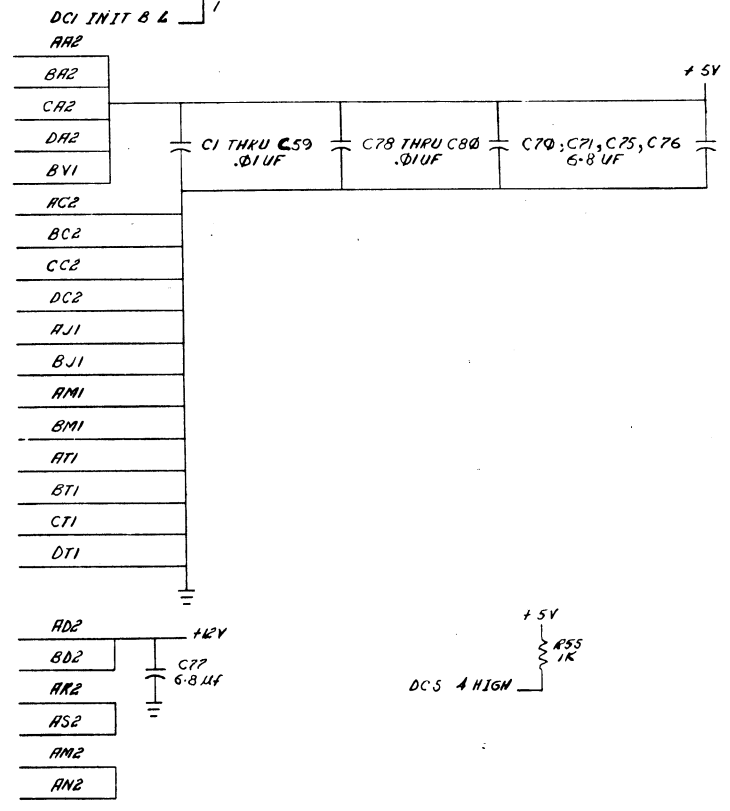 DC1 INIT B L
1
AA2
BA2
+5V
CA2
DA2
C1 THRU C59
.01UF
C78 THRU C80
.01UF
C70, C71, C75, C76
6.8 UF
BV1
AC2
BC2
CC2
DC2
AJ1
BJ1
AM1
BM1
AT1
BT1
CT1
DT1
AD2
+12V
BD2
C77
6.8 Uf
+5V
R55
1K
DC5 4 HIGH
AR2
AS2
AM2
AN2